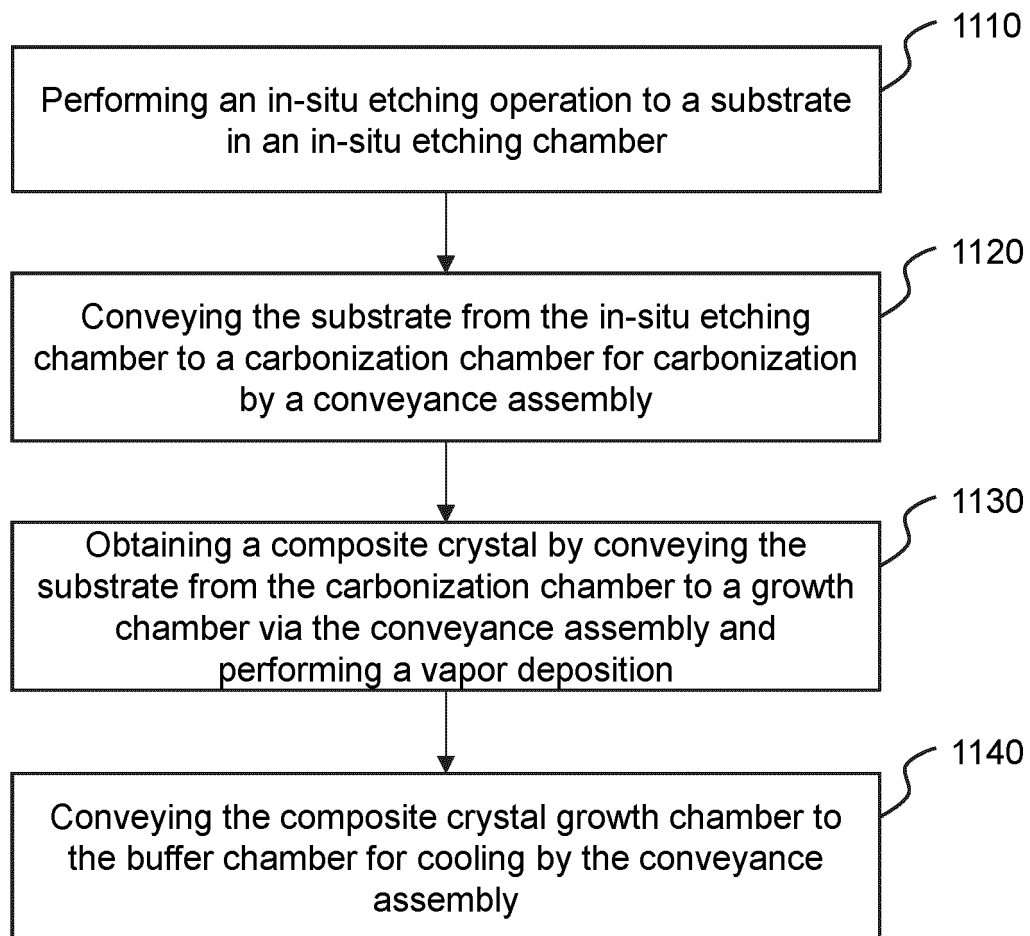 1110
Performing an in-situ etching operation to a substrate
in an in-situ etching chamber
1120
Conveying the substrate from the in-situ etching
chamber to a carbonization chamber for carbonization
by a conveyance assembly
1130
Obtaining a composite crystal by conveying the
substrate from the carbonization chamber to a growth
chamber via the conveyance assembly and
performing a vapor deposition
1140
Conveying the composite crystal growth chamber to
the buffer chamber for cooling by the conveyance
assembly